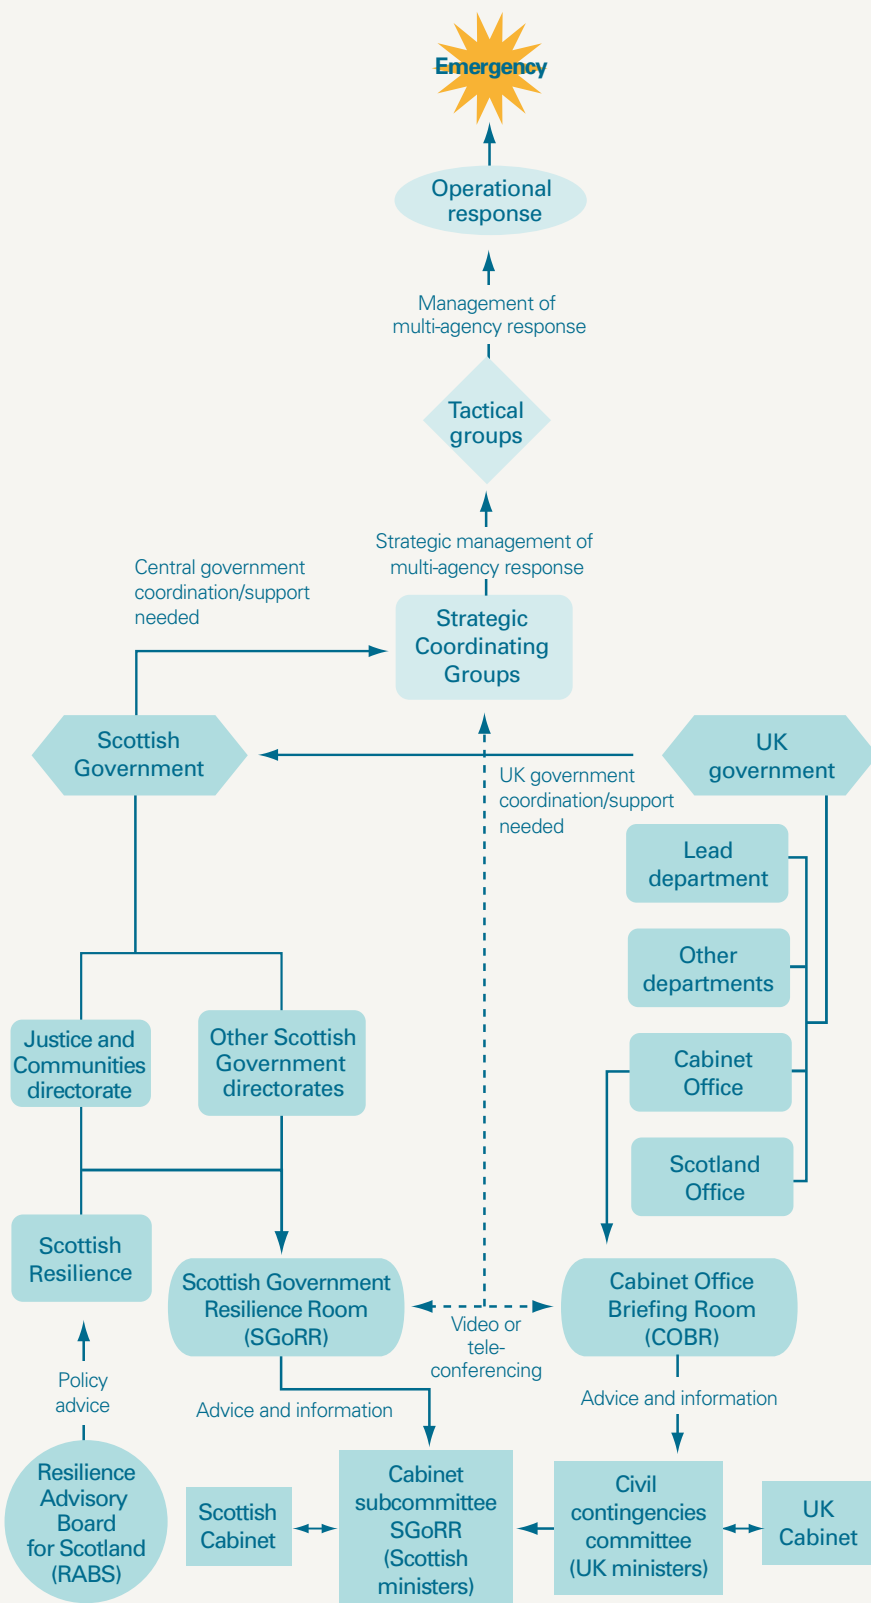 Emergency
Operational
response
Management of
multi-agency response
Tactical
groups
Strategic management of
multi-agency response
Central government
coordination/support
needed
Strategic
Coordinating
Groups
Scottish
Government
UK
government
UK government
coordination/support
needed
Lead
department
Other
departments
Justice and
Communities
directorate
Other Scottish
Government
directorates
Cabinet
Office
Scotland
Office
Scottish
Resilience
Scottish Government
Resilience Room
(SGoRR)
Cabinet Office
Briefing Room
(COBR)
Video or
tele-
conferencing
Policy
advice
Advice and information
Advice and information
Resilience
Advisory
Board
for Scotland
(RABS)
Scottish
Cabinet
Cabinet
subcommittee
SGoRR
(Scottish
ministers)
Civil
contingencies
committee
(UK ministers)
UK
Cabinet